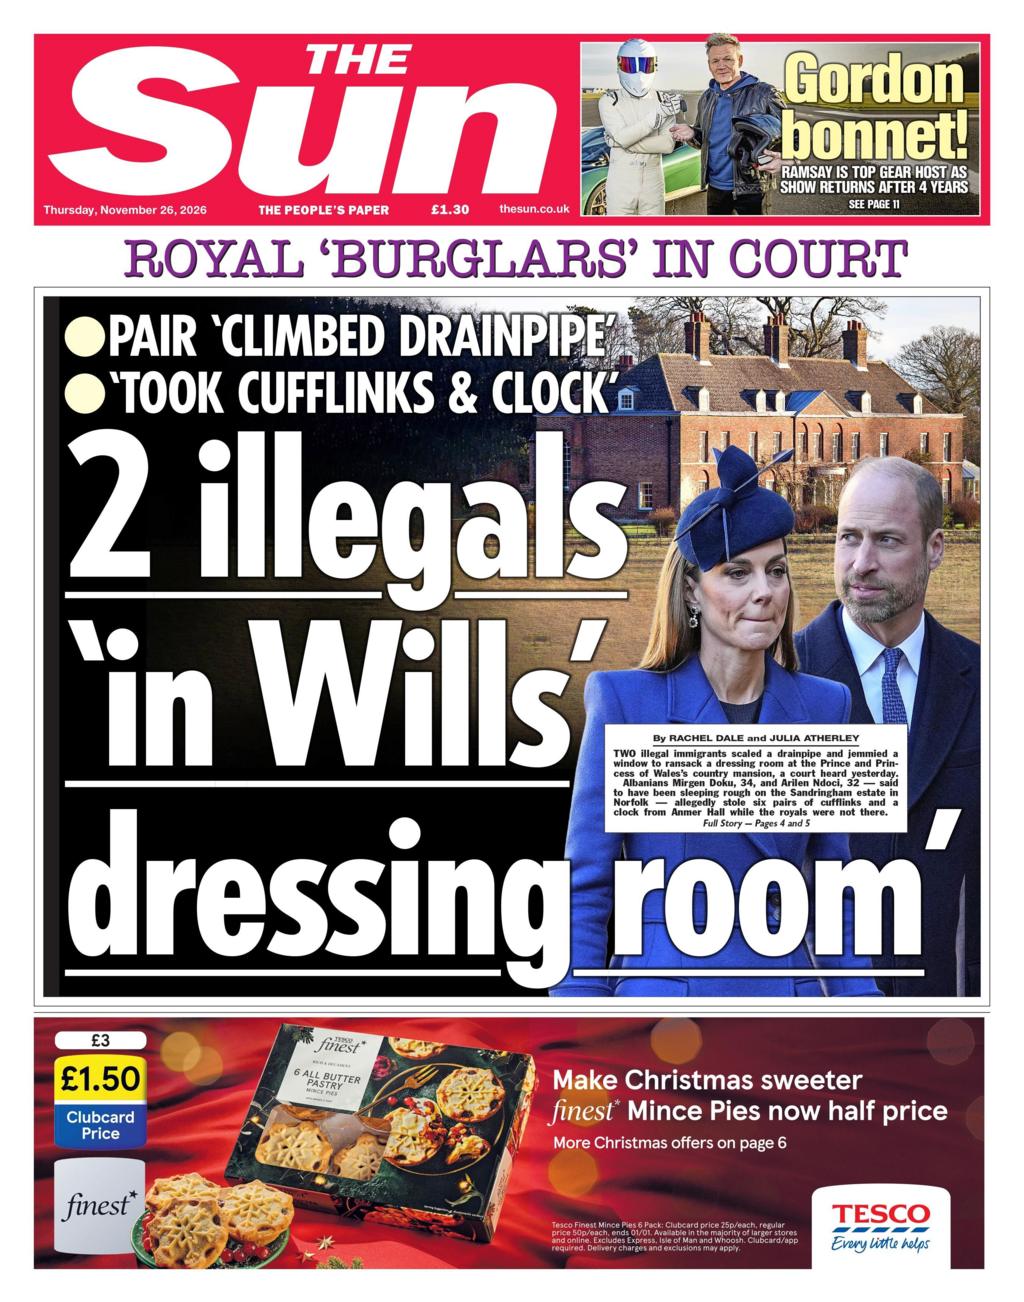 THE
Sun
Thursday, November 26, 2026
THE PEOPLE'S PAPER
£1.30
thesun.co.uk
Gordon
bonnet!
RAMSAY IS TOP GEAR HOST AS
SHOW RETURNS AFTER 4 YEARS
SEE PAGE 11
ROYAL ‘BURGLARS’ IN COURT
PAIR ‘CLIMBED DRAINPIPE’
‘TOOK CUFFLINKS & CLOCK’
2 illegals
‘in Wills’
dressing room’
By RACHEL DALE and JULIA ATHERLEY
TWO illegal immigrants scaled a drainpipe and jemmied a
window to ransack a dressing room at the Prince and Prin-
cess of Wales's country mansion, a court heard yesterday.
Albanians Mirgen Doku, 34, and Arilen Ndoci, 32 — said
to have been sleeping rough on the Sandringham estate in
Norfolk — allegedly stole six pairs of cufflinks and a
clock from Anmer Hall while the royals were not there.
Full Story — Pages 4 and 5
£3
£1.50
Clubcard
Price
finest*
TESCO
finest*
6 ALL BUTTER
PASTRY
MINCE PIES
Make Christmas sweeter
finest* Mince Pies now half price
More Christmas offers on page 6
Tesco Finest Mince Pies 6 Pack: Clubcard price 25p/each, regular
price 50p/each, ends 01/01. Available in the majority of larger stores
and online. Excludes Express, Isle of Man and Whoosh. Clubcard/app
required. Delivery charges and exclusions may apply.
TESCO
Every little helps